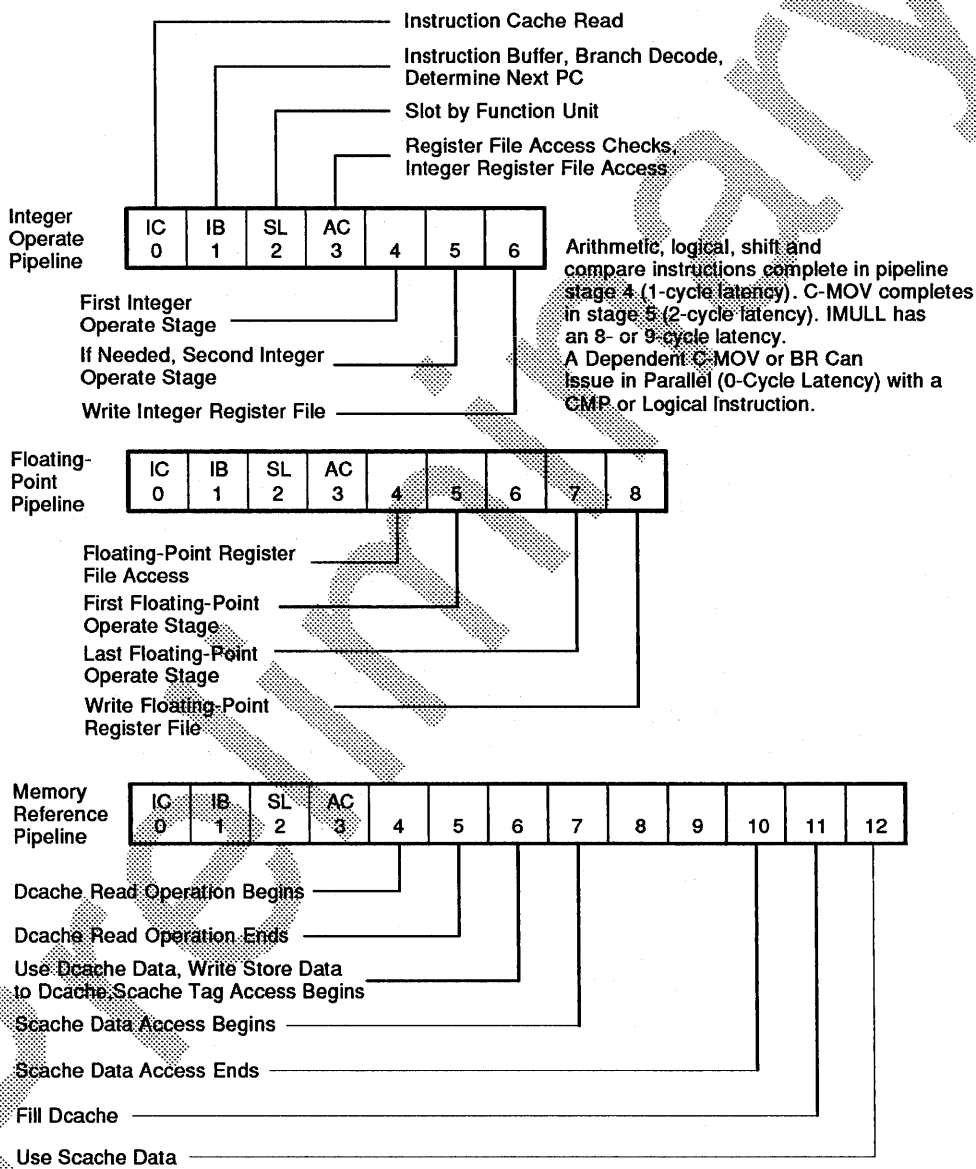 Instruction Cache Read
Instruction Buffer, Branch Decode,
Determine Next PC
Slot by Function Unit
Register File Access Checks,
Integer Register File Access
Integer
Operate
Pipeline
IC IB SL AC
0 1 2 3 4 5 6
Arithmetic, logical, shift and
compare instructions complete in pipeline
stage 4 (1-cycle latency). C-MOV completes
in stage 5 (2-cycle latency). IMULL has
an 8- or 9-cycle latency.
A Dependent C-MOV or BR Can
Issue in Parallel (0-Cycle Latency) with a
CMP or Logical Instruction.
First Integer
Operate Stage
If Needed, Second Integer
Operate Stage
Write Integer Register File
Floating-
Point
Pipeline
IC IB SL AC
0 1 2 3 4 5 6 7 8
Floating-Point Register
File Access
First Floating-Point
Operate Stage
Last Floating-Point
Operate Stage
Write Floating-Point
Register File
Memory
Reference
Pipeline
IC IB SL AC
0 1 2 3 4 5 6 7 8 9 10 11 12
Dcache Read Operation Begins
Dcache Read Operation Ends
Use Dcache Data, Write Store Data
to Dcache,Scache Tag Access Begins
Scache Data Access Begins
Scache Data Access Ends
Fill Dcache
Use Scache Data
Preliminary